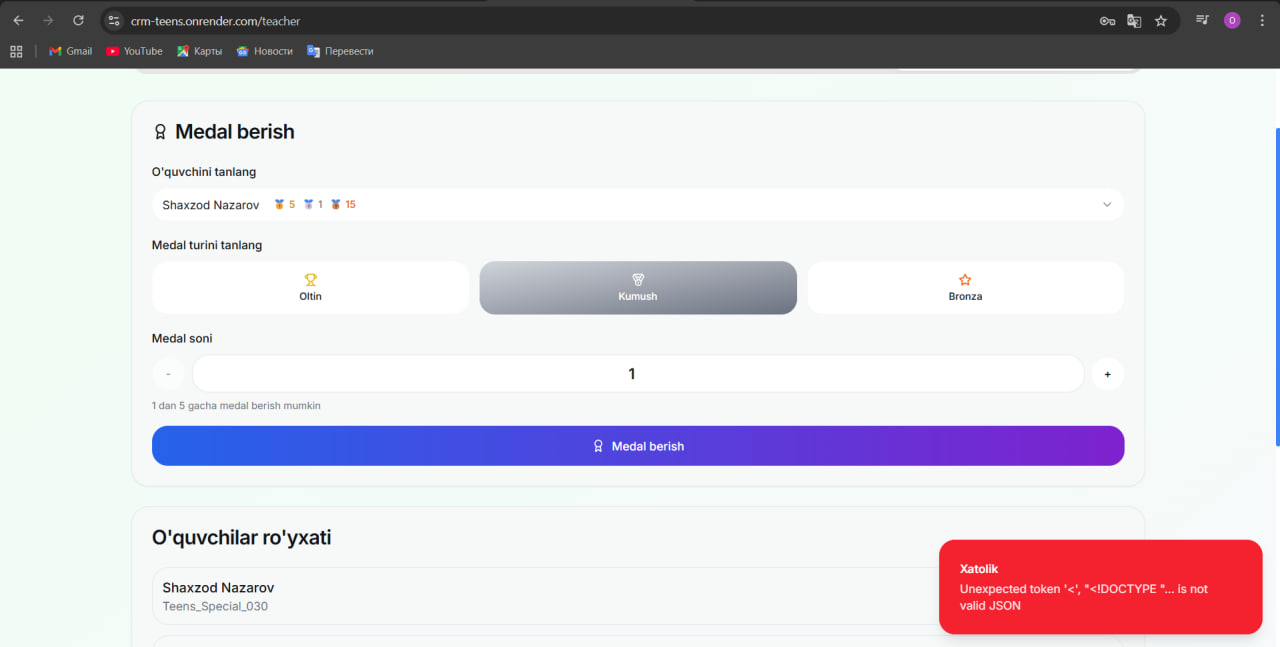 crm-teens.onrender.com/teacher
O
Gmail YouTube Карты Новости Перевести
Medal berish
O'quvchini tanlang
Shaxzod Nazarov 5 1 15
Medal turini tanlang
Oltin Kumush Bronza
Medal soni
- 1 +
1 dan 5 gacha medal berish mumkin
Medal berish
O'quvchilar ro'yxati
Shaxzod Nazarov
Teens_Special_030
Xatolik
Unexpected token '<', "<!DOCTYPE "... is not
valid JSON